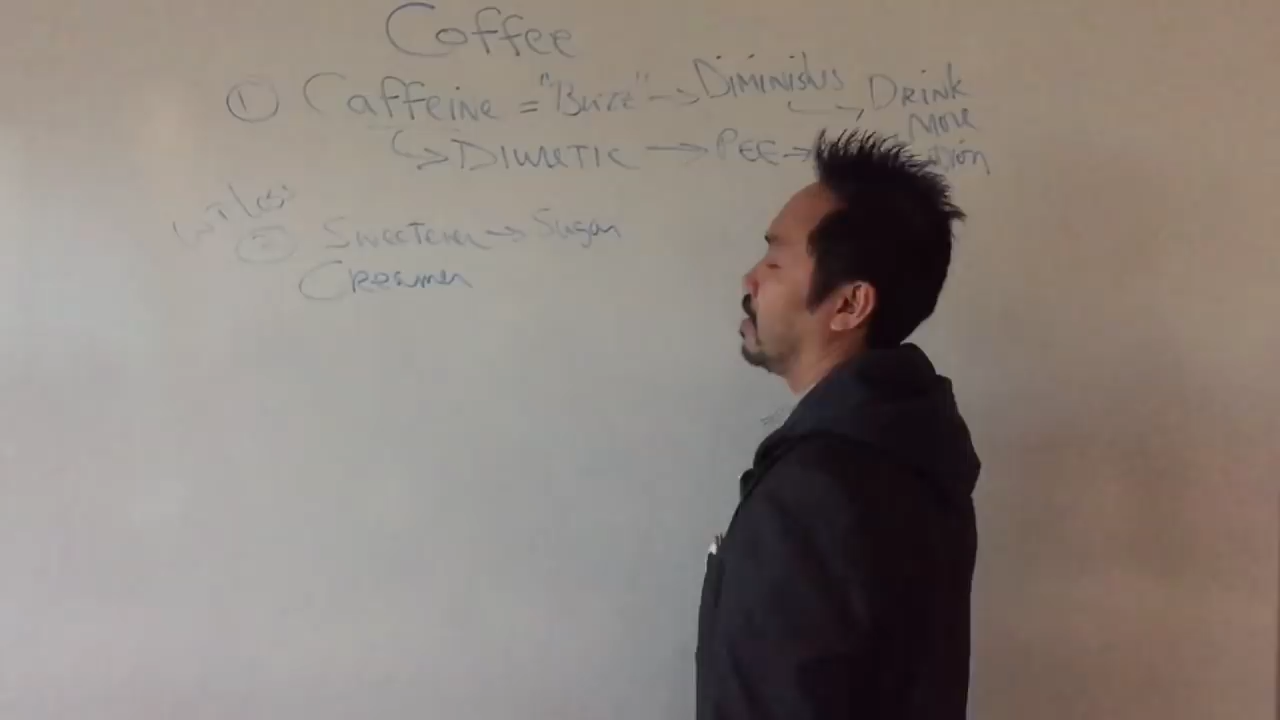 Coffee
① Caffeine = "Buzz" → Diminishes → Drink More
↳ Diuretic → PEE →
② Sweetener → Sugar
Creamer